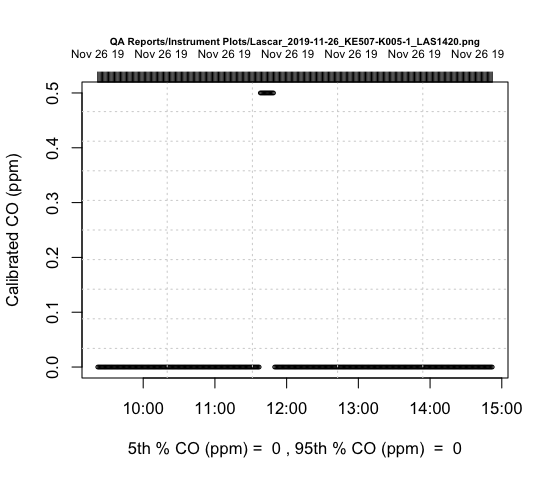 QA Reports/Instrument Plots/Lascar_2019-11-26_KE507-K005-1_LAS1420.png
Nov 26 19 Nov 26 19 Nov 26 19 Nov 26 19 Nov 26 19 Nov 26 19 Nov 26 19
Calibrated CO (ppm)
0.5
0.4
0.3
0.2
0.1
0.0
10:00 11:00 12:00 13:00 14:00 15:00
5th % CO (ppm) = 0 , 95th % CO (ppm) = 0